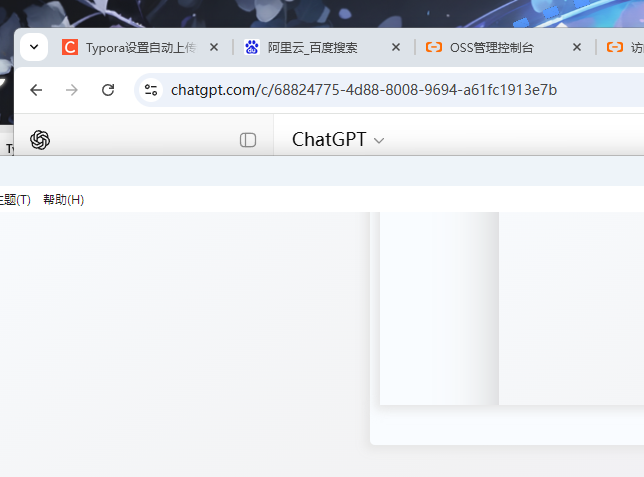 Typora设置自动上传
阿里云_百度搜索
OSS管理控制台
chatgpt.com/c/68824775-4d88-8008-9694-a61fc1913e7b
ChatGPT
主题(T) 帮助(H)